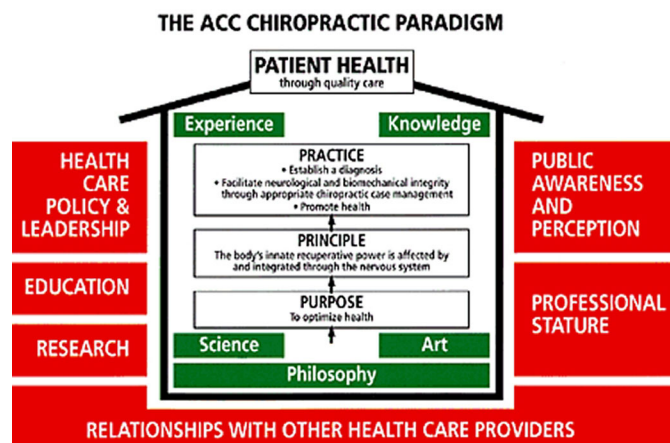 THE ACC CHIROPRACTIC PARADIGM
PATIENT HEALTH
through quality care
Experience
Knowledge
PRACTICE
• Establish a diagnosis
• Facilitate neurological and biomechanical integrity
through appropriate chiropractic case management
• Promote health
PRINCIPLE
The body's innate recuperative power is affected by
and integrated through the nervous system
PURPOSE
To optimize health
Science
Art
Philosophy
HEALTH
CARE
POLICY &
LEADERSHIP
EDUCATION
RESEARCH
PUBLIC
AWARENESS
AND
PERCEPTION
PROFESSIONAL
STATURE
RELATIONSHIPS WITH OTHER HEALTH CARE PROVIDERS